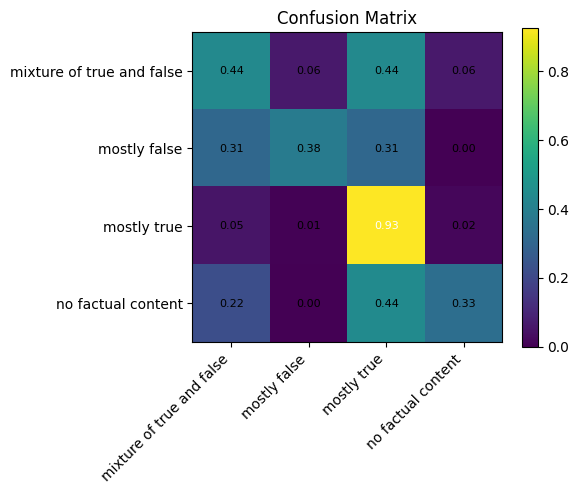 Confusion Matrix
mixture of true and false 0.44 0.06 0.44 0.06
mostly false 0.31 0.38 0.31 0.00
mostly true 0.05 0.01 0.93 0.02
no factual content 0.22 0.00 0.44 0.33
mixture of true and false
mostly false
mostly true
no factual content
0.8
0.6
0.4
0.2
0.0